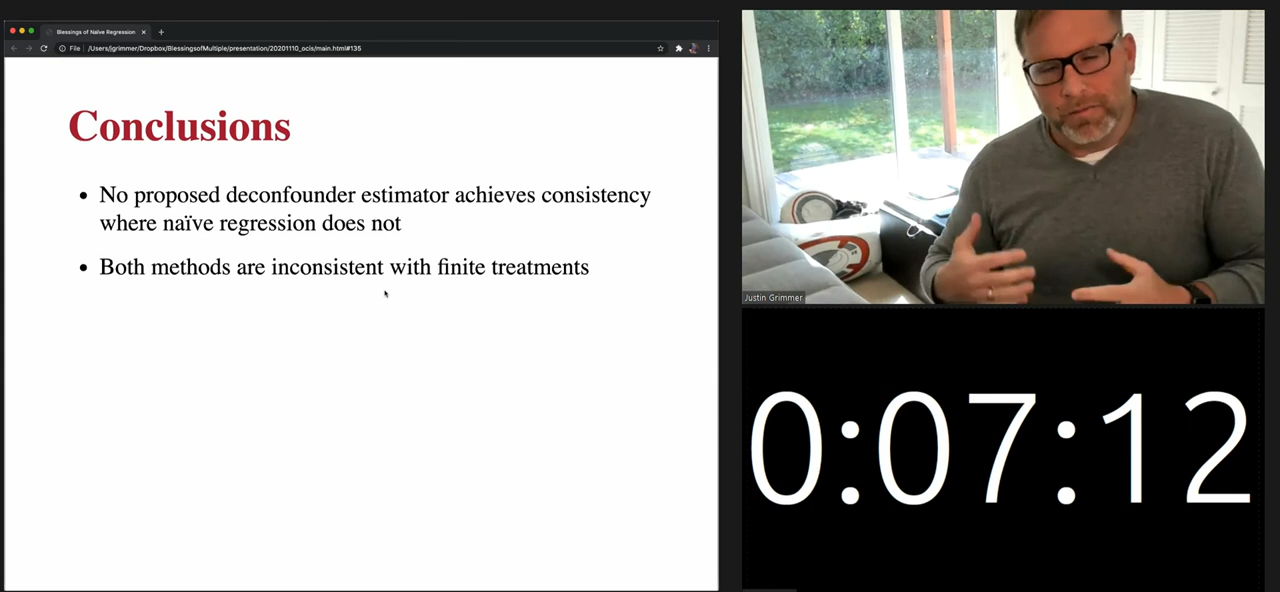 Blessings of Naïve Regression
File /Users/jgrimmer/Dropbox/BlessingsofMultiple/presentation/20201110_ocis/main.html#135
Conclusions
• No proposed deconfounder estimator achieves consistency
where naïve regression does not
• Both methods are inconsistent with finite treatments
Justin Grimmer
0:07:12